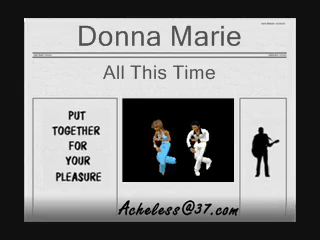 Donna Marie
All This Time
PUT
TOGETHER
FOR
YOUR
PLEASURE
Acheless@37.com